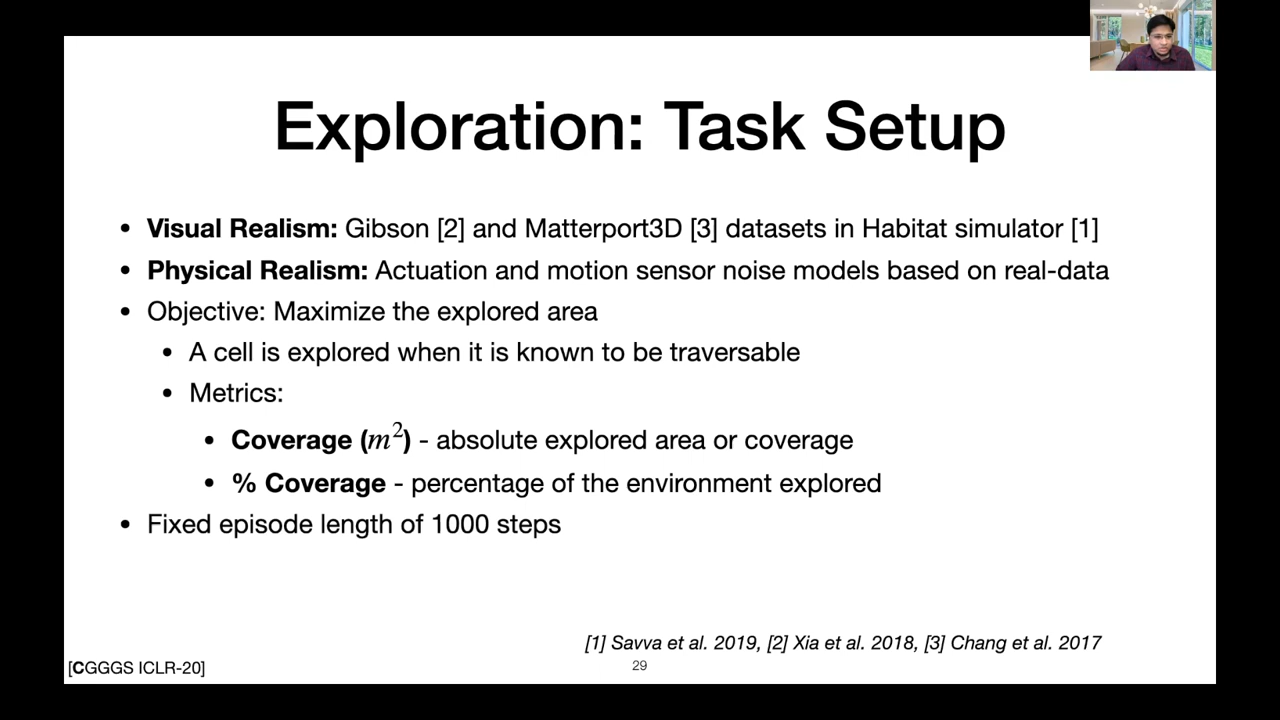 Exploration: Task Setup
• Visual Realism: Gibson [2] and Matterport3D [3] datasets in Habitat simulator [1]
• Physical Realism: Actuation and motion sensor noise models based on real-data
• Objective: Maximize the explored area
• A cell is explored when it is known to be traversable
• Metrics:
• Coverage (m²) - absolute explored area or coverage
• % Coverage - percentage of the environment explored
• Fixed episode length of 1000 steps
[1] Savva et al. 2019, [2] Xia et al. 2018, [3] Chang et al. 2017
[CGGGS ICLR-20]
29